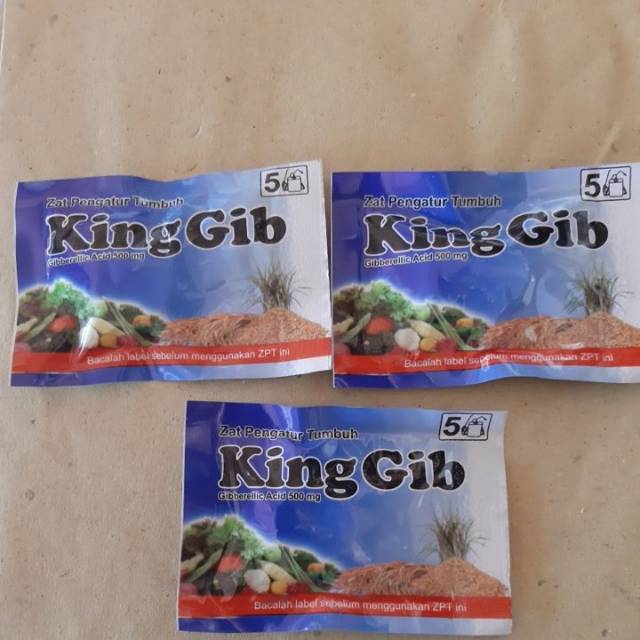 Zat Pengatur Tumbuh
5
King Gib
Gibberellic Acid 500 mg
Bacalah label sebelum menggunakan ZPT ini
Zat Pengatur Tumbuh
5
King Gib
Gibberellic Acid 500 mg
Bacalah label sebelum menggunakan ZPT ini
Zat Pengatur Tumbuh
5
King Gib
Gibberellic Acid 500 mg
Bacalah label sebelum menggunakan ZPT ini